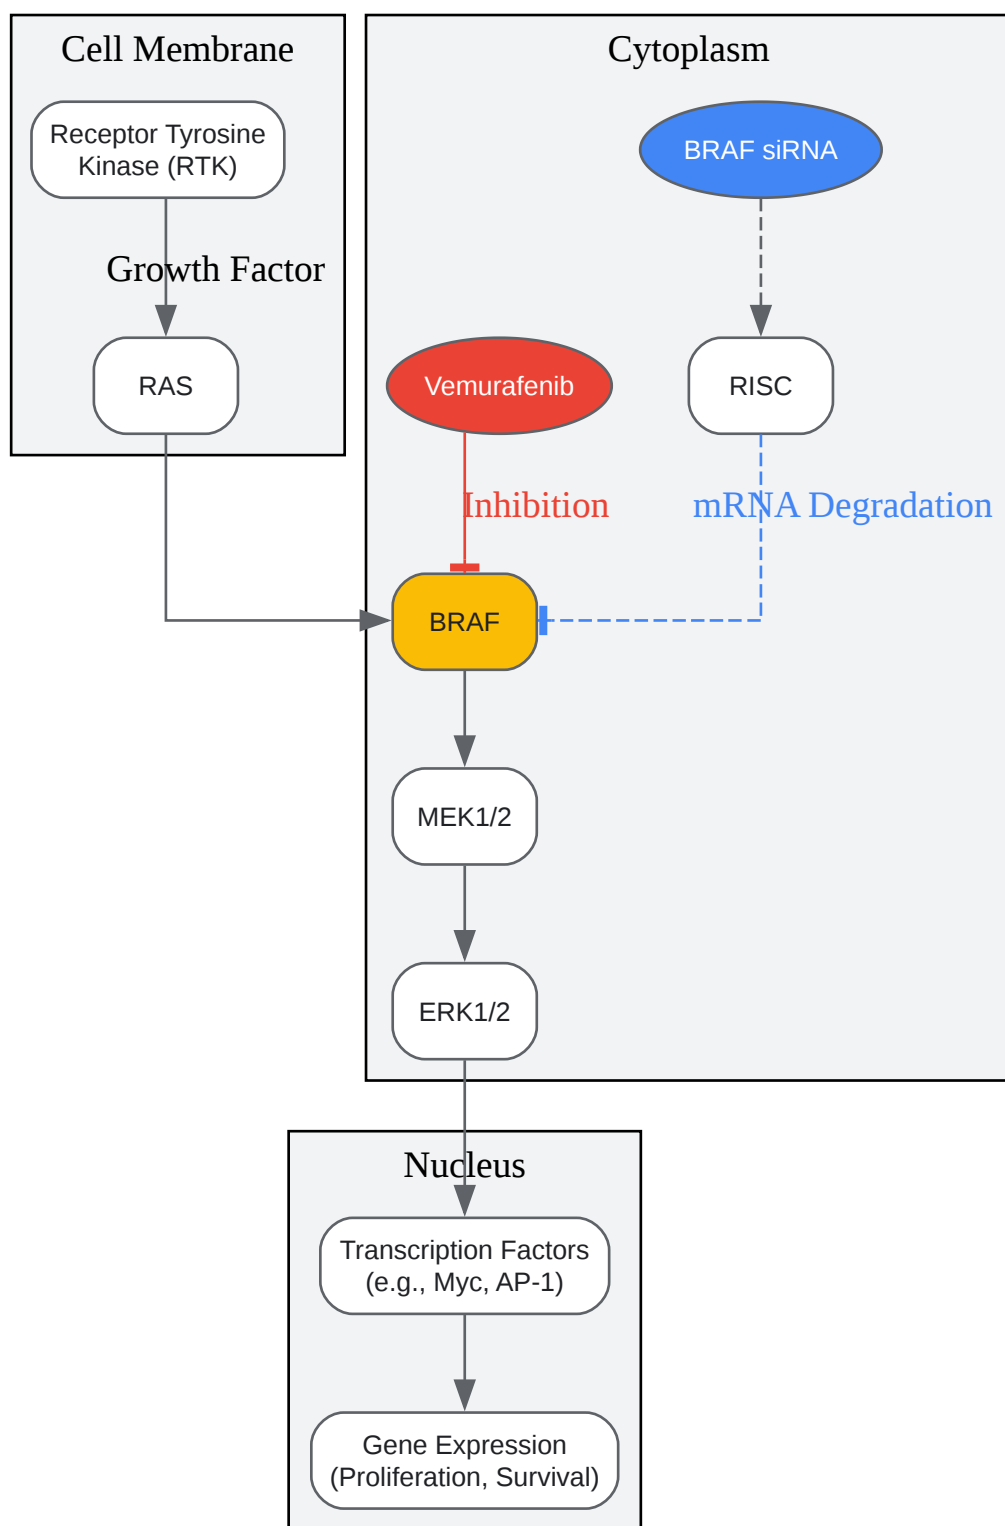 Cell Membrane
Cytoplasm
Receptor Tyrosine
Kinase (RTK)
BRAF siRNA
Growth Factor
RAS
Vemurafenib
RISC
Inhibition
mRNA Degradation
BRAF
MEK1/2
ERK1/2
Nucleus
Transcription Factors
(e.g., Myc, AP-1)
Gene Expression
(Proliferation, Survival)